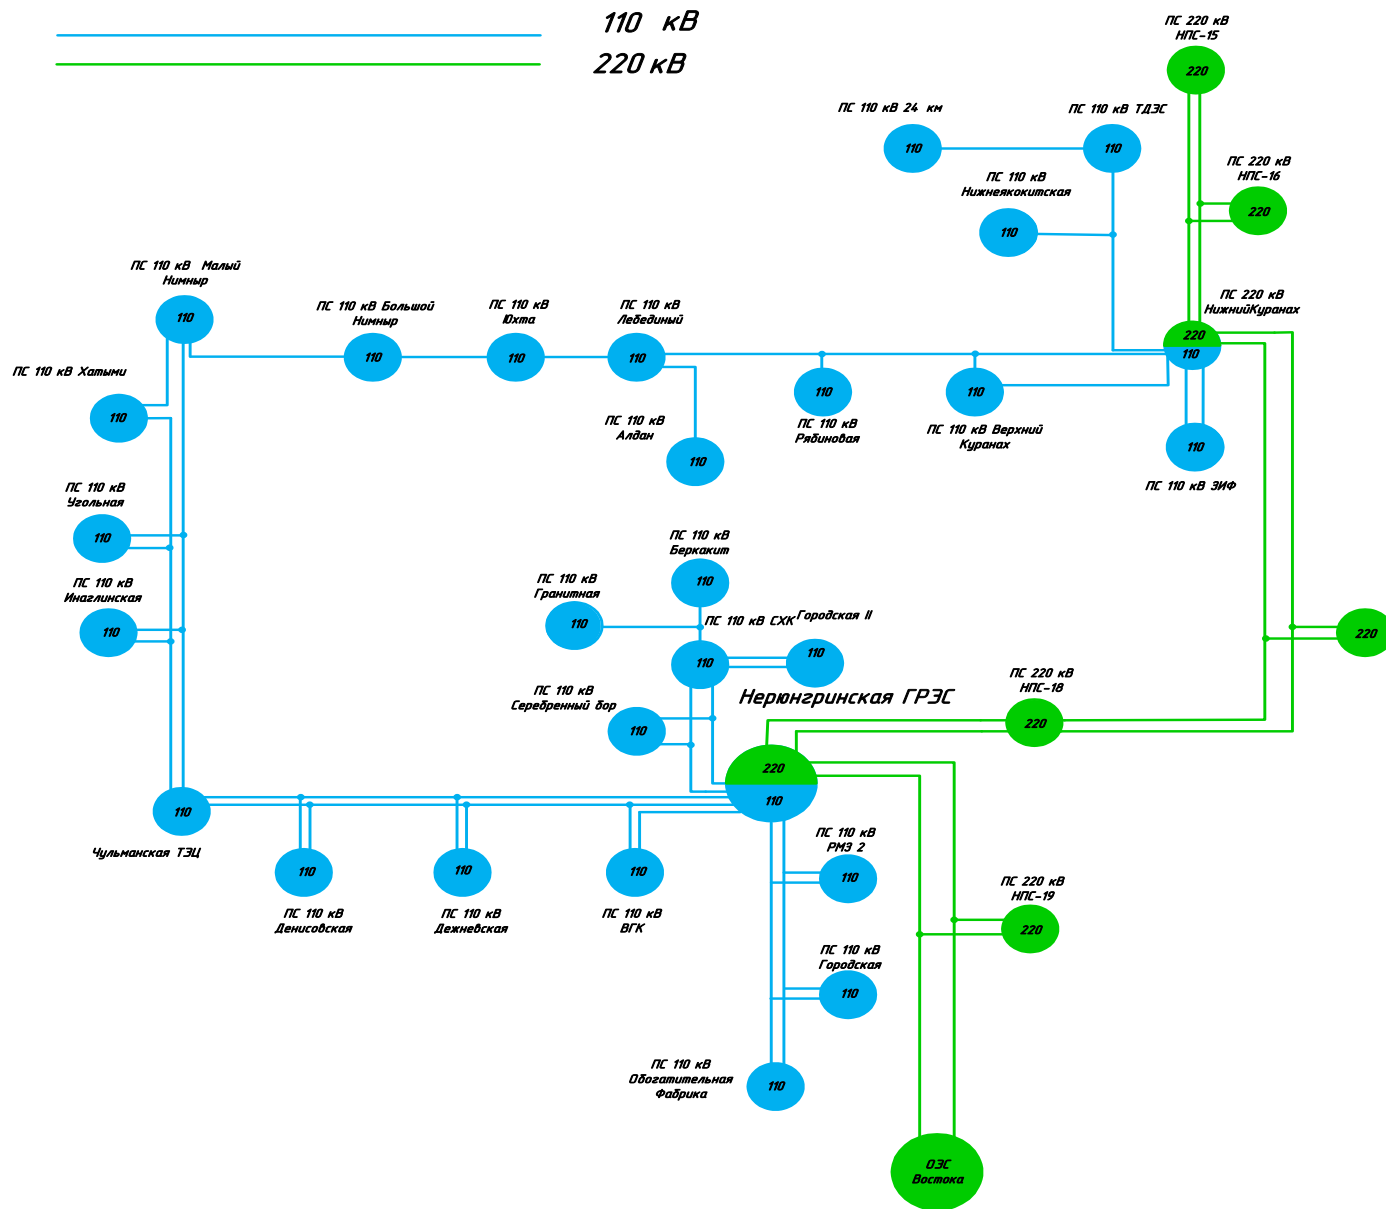 110 кВ
220 кВ
ПС 220 кВ
НПС-15
220
ПС 110 кВ 24 км
110
ПС 110 кВ ТДЭС
110
ПС 220 кВ
НПС-16
220
ПС 110 кВ
Нижнеякокитская
110
ПС 110 кВ Малый
Нимныр
110
ПС 110 кВ Большой
Нимныр
110
ПС 110 кВ
Юхта
110
ПС 110 кВ
Лебединый
110
ПС 220 кВ
НижнийКуранах
220
110
ПС 110 кВ Хатыми
110
ПС 110 кВ
Алдан
110
110
ПС 110 кВ
Рябиновая
110
ПС 110 кВ Верхний
Куранах
110
ПС 110 кВ ЗИФ
ПС 110 кВ
Угольная
110
ПС 110 кВ
Инаглинская
110
ПС 110 кВ
Беркакит
110
ПС 110 кВ
Гранитная
110
ПС 110 кВ СХК
110
Городская II
110
220
ПС 110 кВ
Серебренный бор
110
Нерюнгринская ГРЭС
220
110
ПС 220 кВ
НПС-18
220
110
Чульманская ТЭЦ
110
ПС 110 кВ
Денисовская
110
ПС 110 кВ
Дежневская
110
ПС 110 кВ
ВГК
ПС 110 кВ
РМЗ 2
110
ПС 220 кВ
НПС-19
220
ПС 110 кВ
Городская
110
ПС 110 кВ
Обогатительная
Фабрика
110
ОЭС
Востока